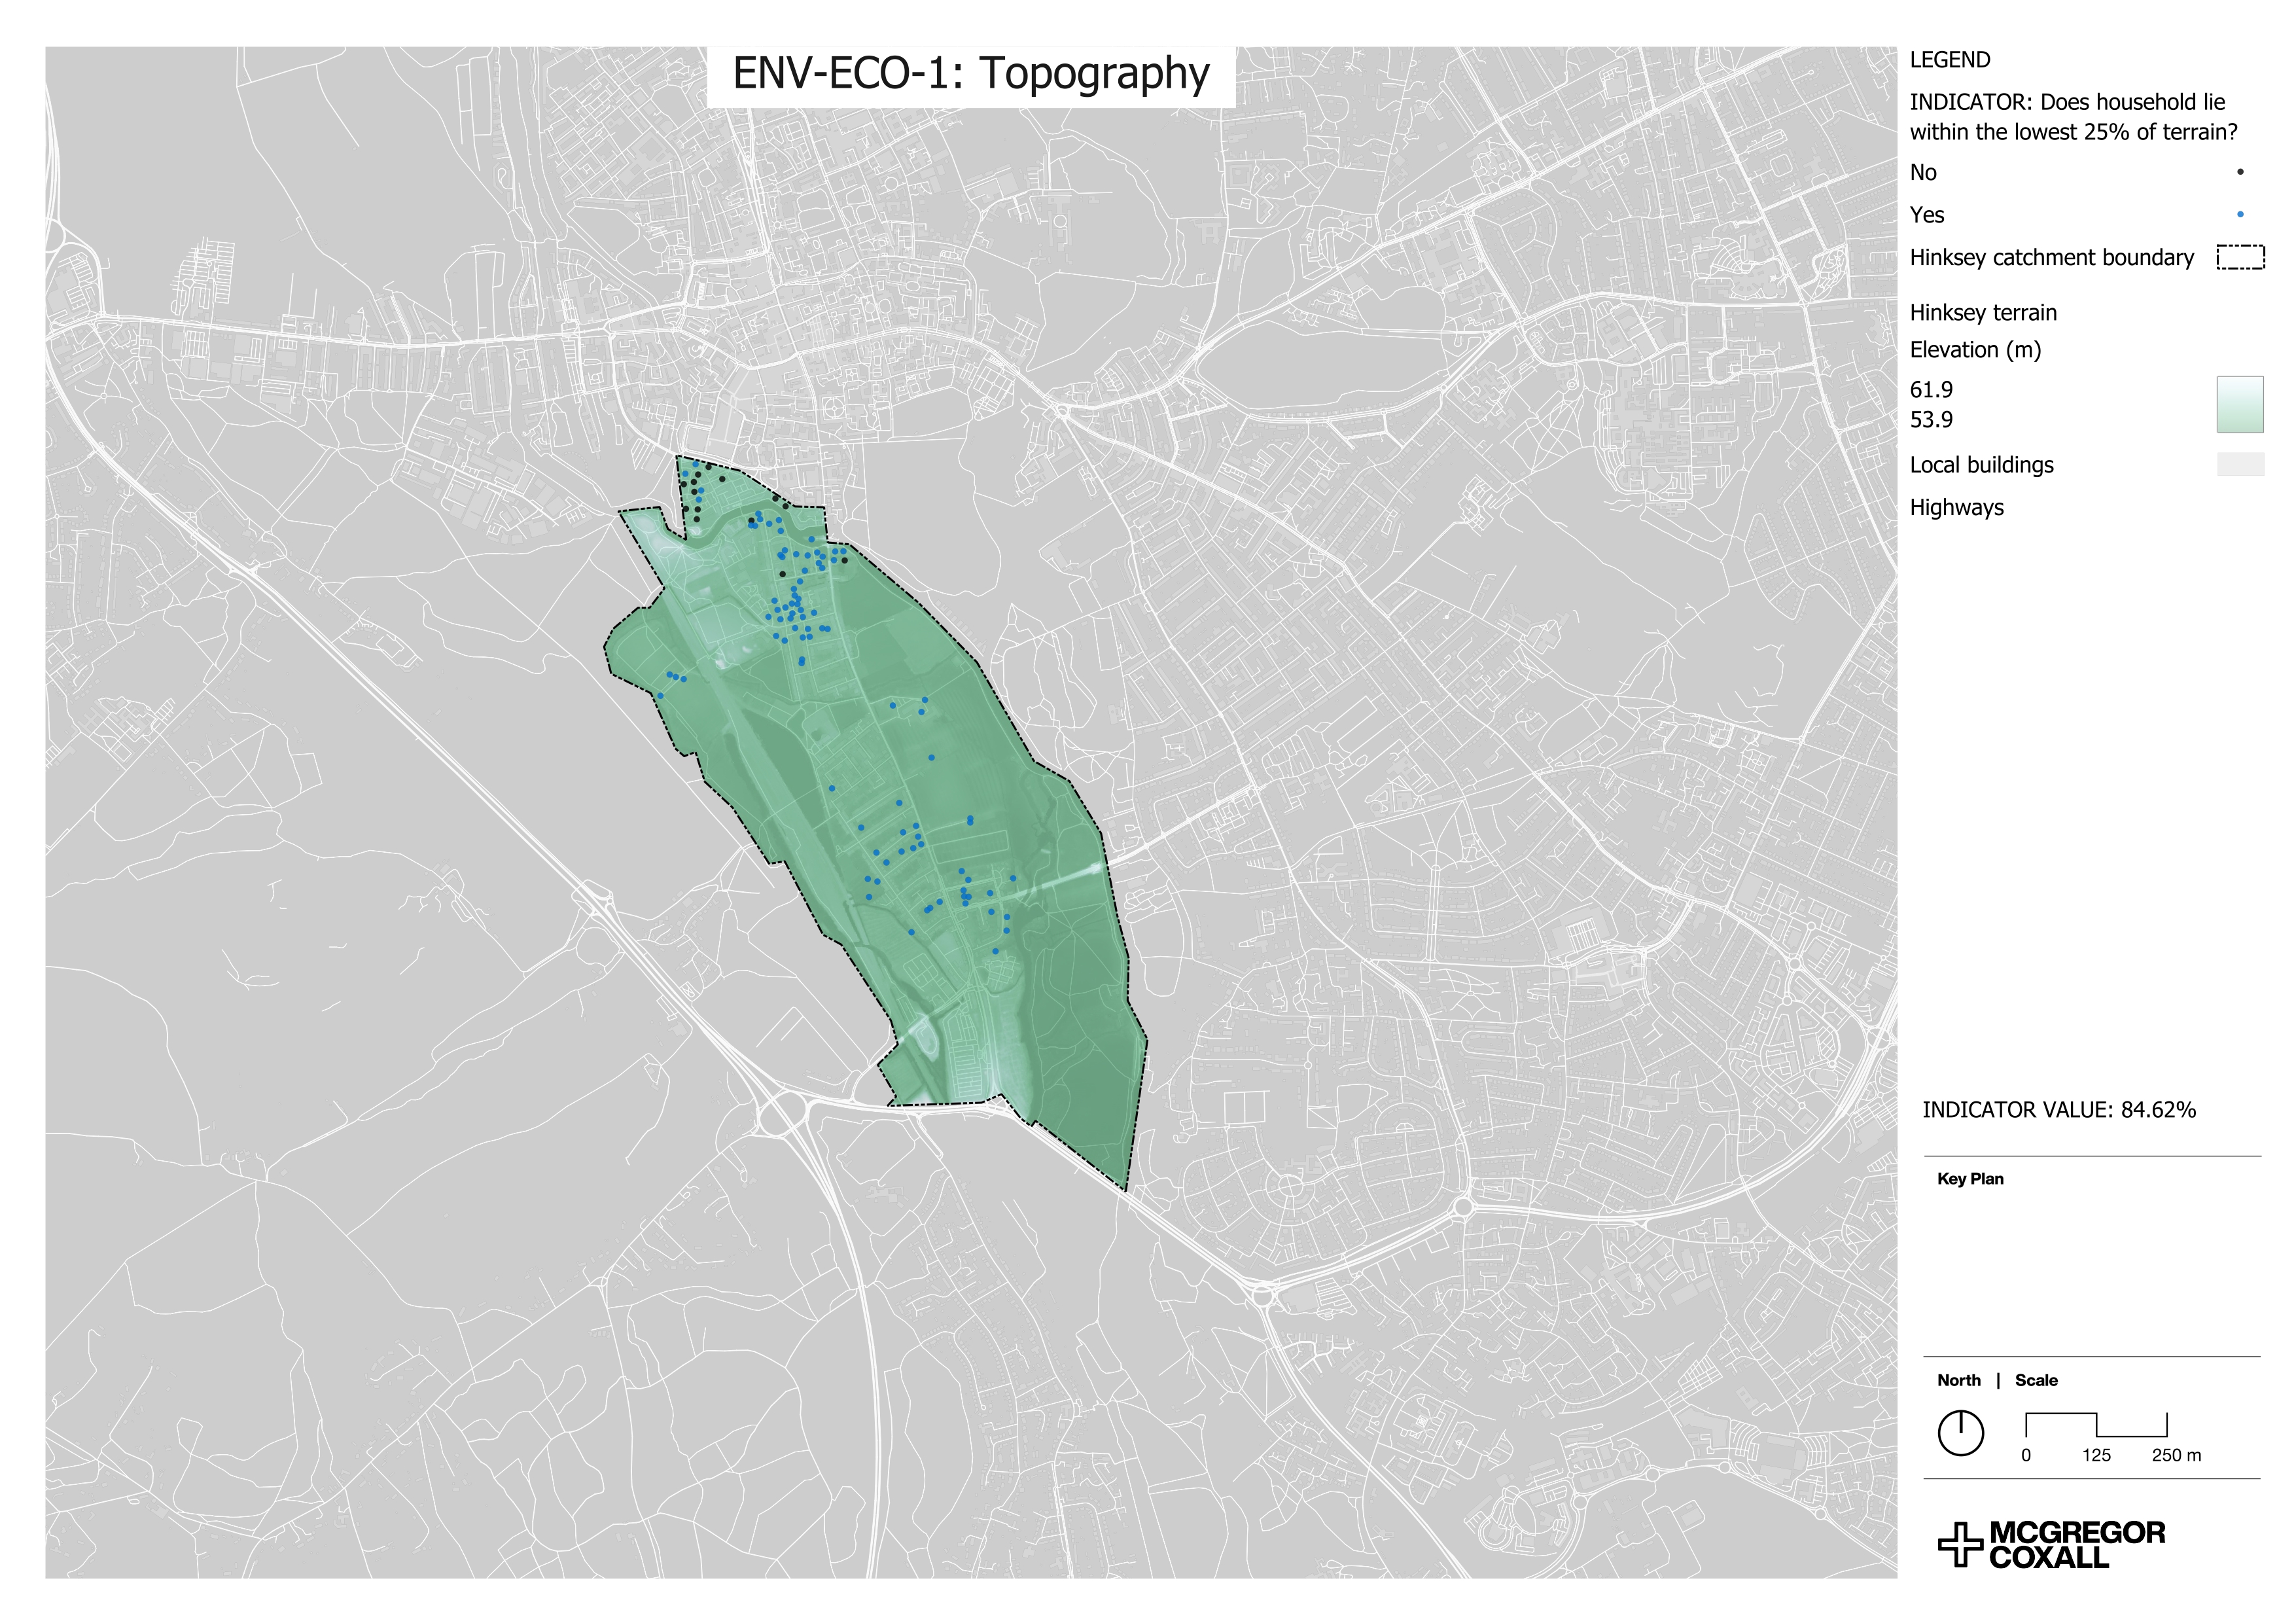 ENV-ECO-1: Topography
LEGEND
INDICATOR: Does household lie
within the lowest 25% of terrain?
No
Yes
Hinksey catchment boundary
Hinksey terrain
Elevation (m)
61.9
53.9
Local buildings
Highways
INDICATOR VALUE: 84.62%
Key Plan
North | Scale
0 125 250 m
MCGREGOR
COXALL